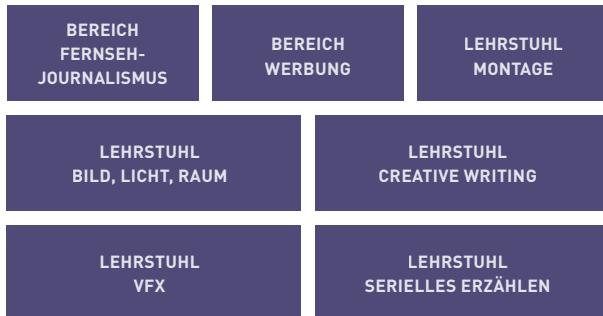 BEREICH
FERNSEH-
JOURNALISMUS
BEREICH
WERBUNG
LEHRSTUHL
MONTAGE
LEHRSTUHL
BILD, LICHT, RAUM
LEHRSTUHL
CREATIVE WRITING
LEHRSTUHL
VFX
LEHRSTUHL
SERIELLES ERZÄHLEN